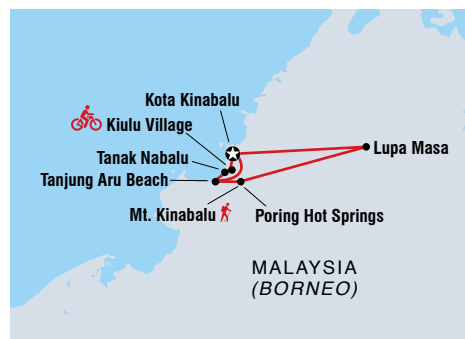 Kota Kinabalu
Kiulu Village
Tanak Nabalu
Tanjung Aru Beach
Mt. Kinabalu
Poring Hot Springs
Lupa Masa
MALAYSIA
(BORNEO)